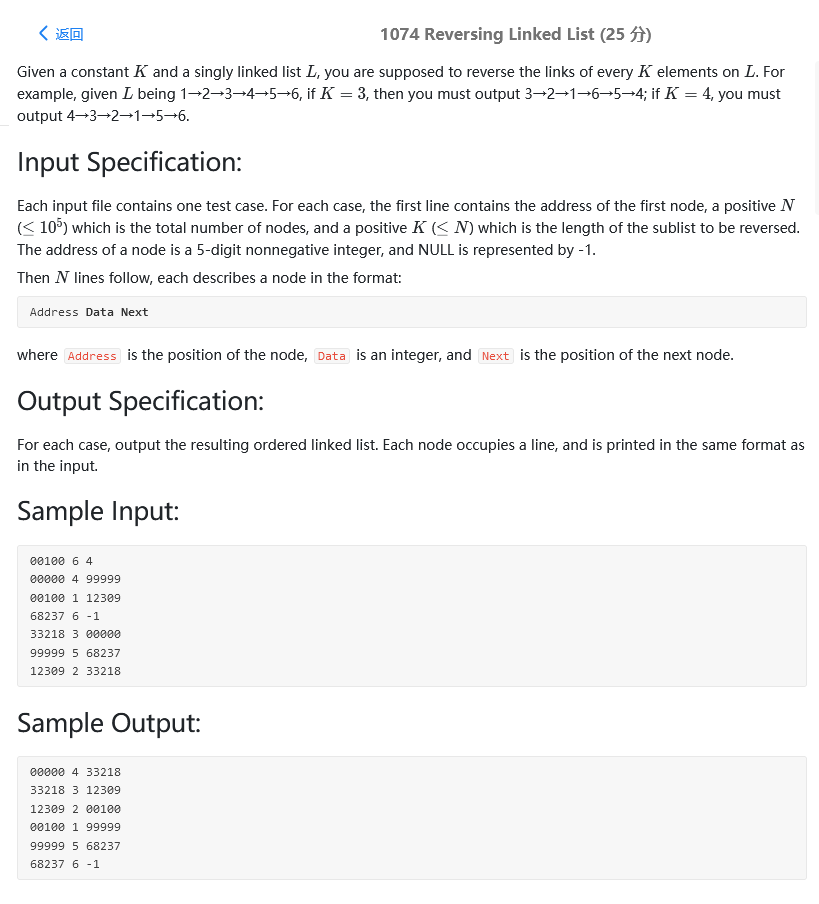 返回
1074 Reversing Linked List (25 分)
Given a constant K and a singly linked list L, you are supposed to reverse the links of every K elements on L. For
example, given L being 1→2→3→4→5→6, if K = 3, then you must output 3→2→1→6→5→4; if K = 4, you must
output 4→3→2→1→5→6.
Input Specification:
Each input file contains one test case. For each case, the first line contains the address of the first node, a positive N
(≤ 10⁵) which is the total number of nodes, and a positive K (≤ N) which is the length of the sublist to be reversed.
The address of a node is a 5-digit nonnegative integer, and NULL is represented by -1.
Then N lines follow, each describes a node in the format:
Address Data Next
where Address is the position of the node, Data is an integer, and Next is the position of the next node.
Output Specification:
For each case, output the resulting ordered linked list. Each node occupies a line, and is printed in the same format as
in the input.
Sample Input:
00100 6 4
00000 4 99999
00100 1 12309
68237 6 -1
33218 3 00000
99999 5 68237
12309 2 33218
Sample Output:
00000 4 33218
33218 3 12309
12309 2 00100
00100 1 99999
99999 5 68237
68237 6 -1